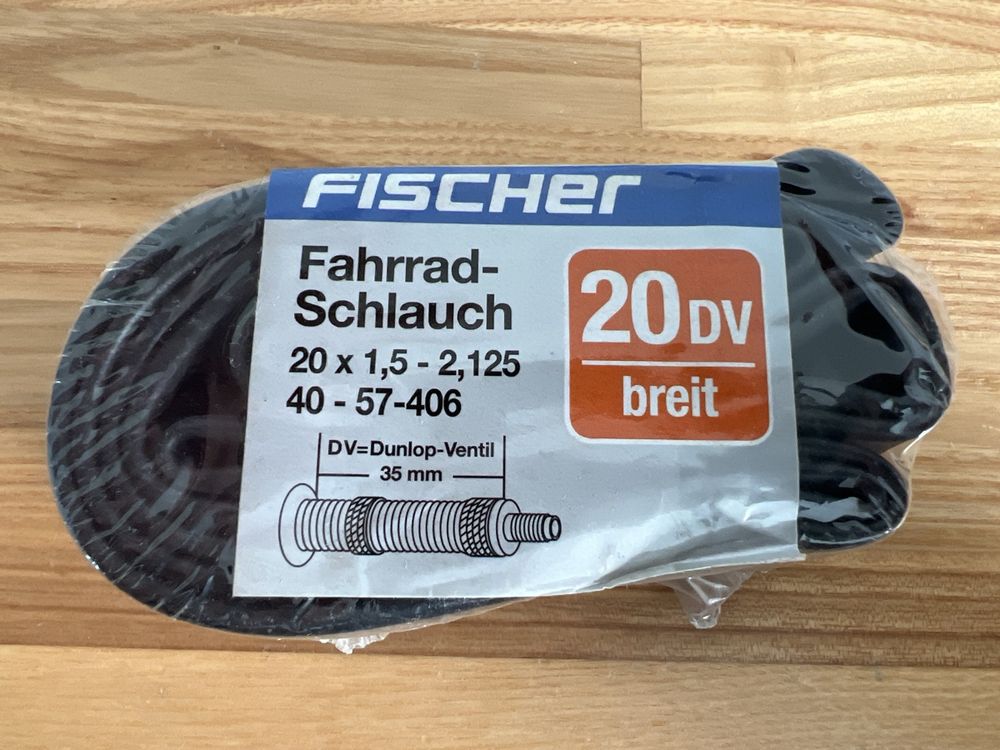 FISCHER
Fahrrad-
Schlauch
20 x 1,5 - 2,125
40 - 57-406
20 DV
breit
DV=Dunlop-Ventil
35 mm